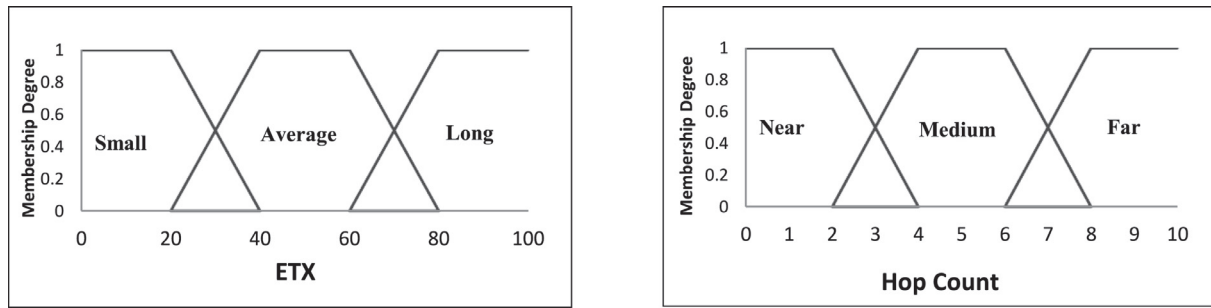 1
0.8
0.6
0.4
0.2
0
Membership Degree
Small
Average
Long
0 20 40 60 80 100
ETX
1
0.8
0.6
0.4
0.2
0
Membership Degree
Near
Medium
Far
0 1 2 3 4 5 6 7 8 9 10
Hop Count